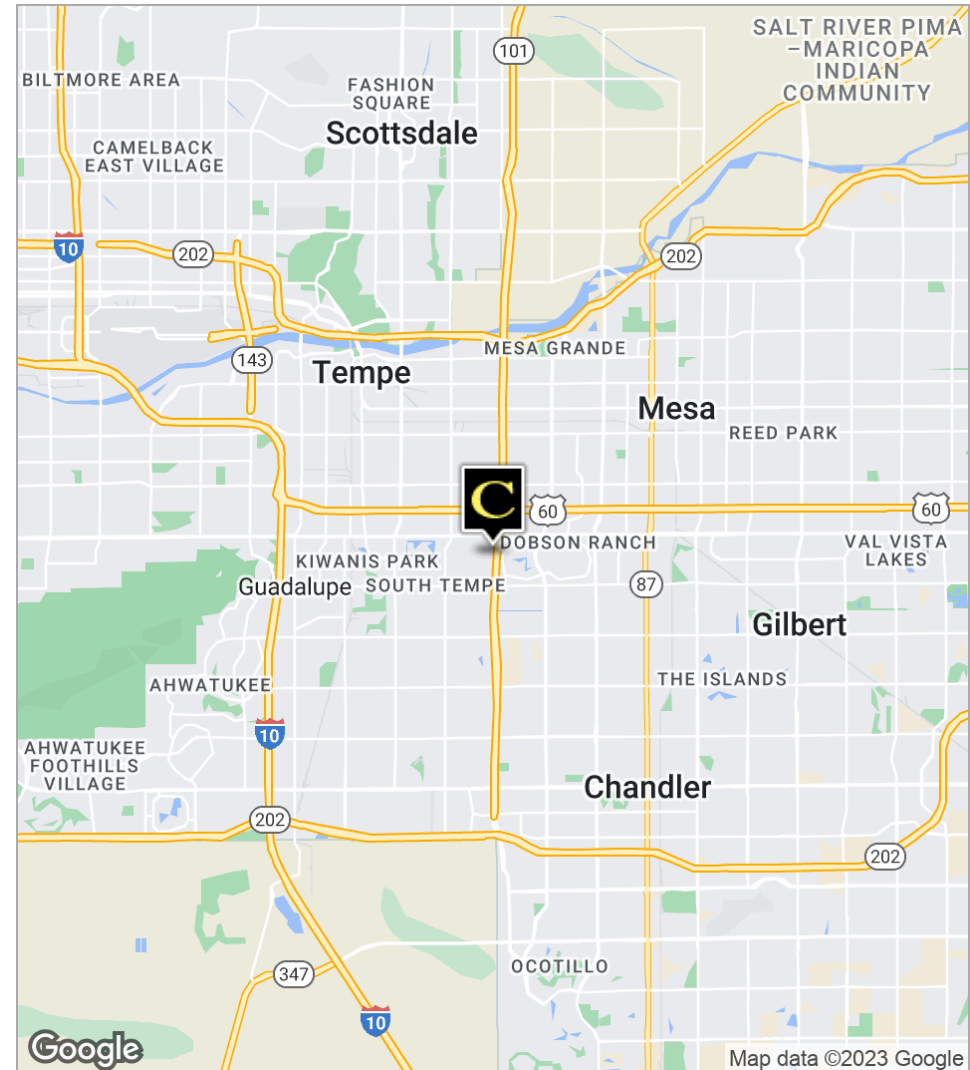 SALT RIVER PIMA
–MARICOPA
INDIAN
COMMUNITY
101
BILTMORE AREA
FASHION
SQUARE
Scottsdale
CAMELBACK
EAST VILLAGE
10
202
202
MESA GRANDE
143
Tempe
Mesa
REED PARK
C
60
60
DOBSON RANCH
VAL VISTA
LAKES
KIWANIS PARK
Guadalupe
SOUTH TEMPE
87
Gilbert
THE ISLANDS
AHWATUKEE
10
AHWATUKEE
FOOTHILLS
VILLAGE
Chandler
202
202
OCOTILLO
347
10
Google
Map data ©2023 Google